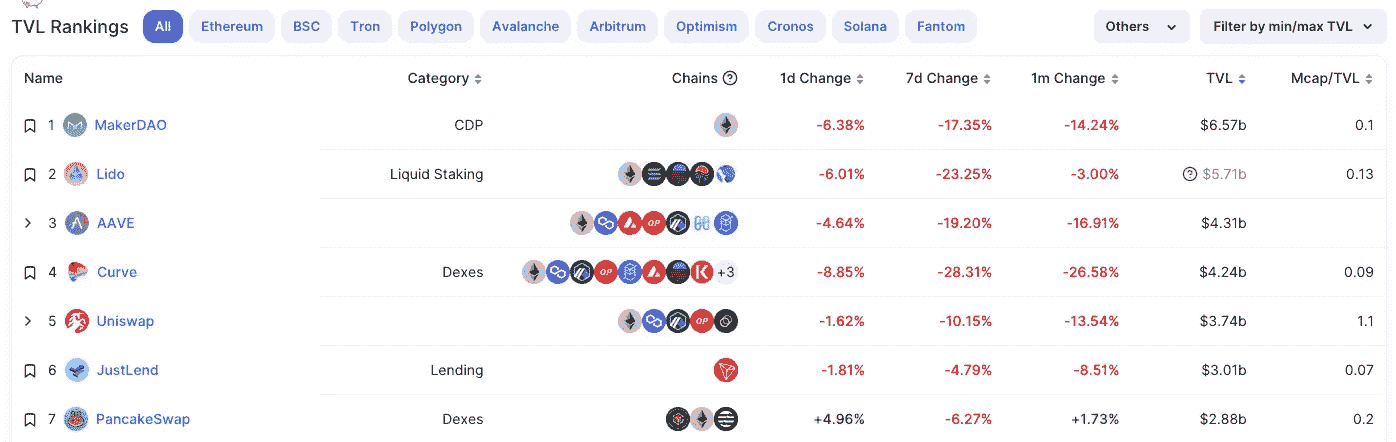 TVL Rankings All Ethereum BSC Tron Polygon Avalanche Arbitrum Optimism Cronos Solana Fantom Others Filter by min/max TVL
Name Category Chains ? 1d Change 7d Change 1m Change TVL Mcap/TVL
1 MakerDAO CDP -6.38% -17.35% -14.24% $6.57b 0.1
2 Lido Liquid Staking -6.01% -23.25% -3.00% ? $5.71b 0.13
3 AAVE OP -4.64% -19.20% -16.91% $4.31b
4 Curve Dexes OP +3 -8.85% -28.31% -26.58% $4.24b 0.09
5 Uniswap OP -1.62% -10.15% -13.54% $3.74b 1.1
6 JustLend Lending -1.81% -4.79% -8.51% $3.01b 0.07
7 PancakeSwap Dexes +4.96% -6.27% +1.73% $2.88b 0.2